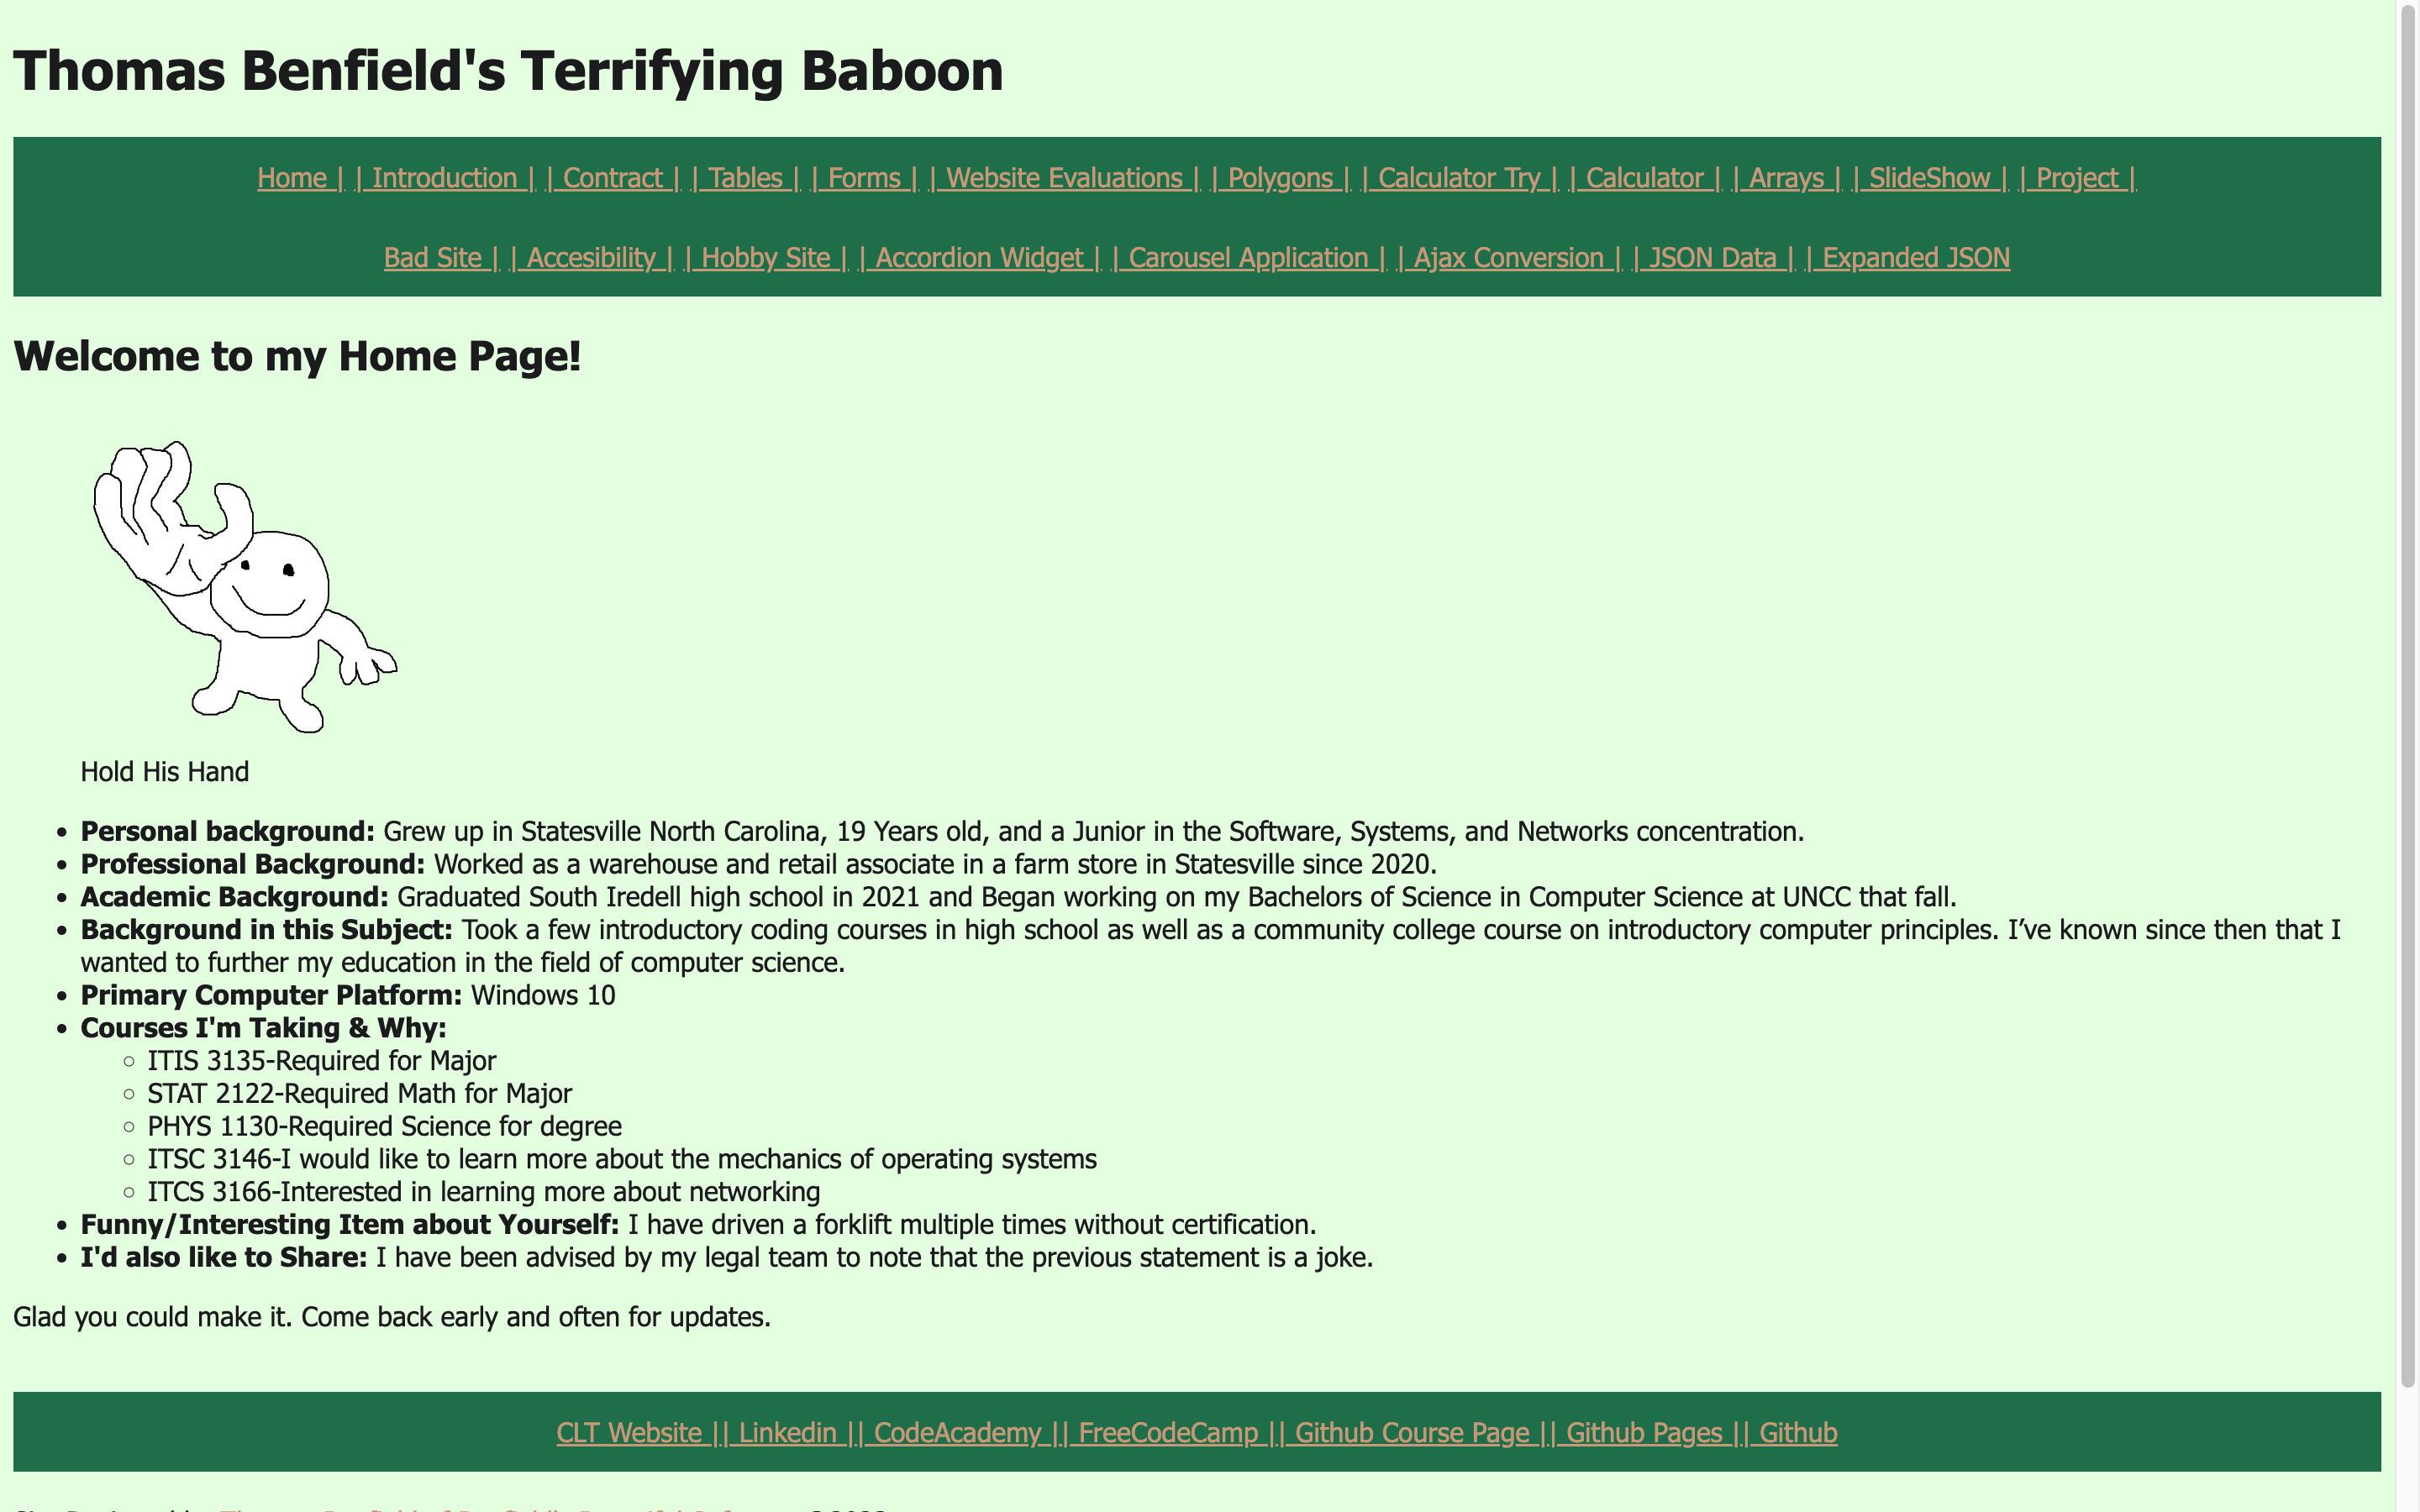 Thomas Benfield's Terrifying Baboon
Home | | Introduction | | Contract | | Tables | | Forms | | Website Evaluations | | Polygons | | Calculator Try | | Calculator | | Arrays | | SlideShow | | Project |
Bad Site | | Accesibility | | Hobby Site | | Accordion Widget | | Carousel Application | | Ajax Conversion | | JSON Data | | Expanded JSON
Welcome to my Home Page!
Hold His Hand
• Personal background: Grew up in Statesville North Carolina, 19 Years old, and a Junior in the Software, Systems, and Networks concentration.
• Professional Background: Worked as a warehouse and retail associate in a farm store in Statesville since 2020.
• Academic Background: Graduated South Iredell high school in 2021 and Began working on my Bachelors of Science in Computer Science at UNCC that fall.
• Background in this Subject: Took a few introductory coding courses in high school as well as a community college course on introductory computer principles. I’ve known since then that I
wanted to further my education in the field of computer science.
• Primary Computer Platform: Windows 10
• Courses I'm Taking & Why:
◦ ITIS 3135-Required for Major
◦ STAT 2122-Required Math for Major
◦ PHYS 1130-Required Science for degree
◦ ITSC 3146-I would like to learn more about the mechanics of operating systems
◦ ITCS 3166-Interested in learning more about networking
• Funny/Interesting Item about Yourself: I have driven a forklift multiple times without certification.
• I'd also like to Share: I have been advised by my legal team to note that the previous statement is a joke.
Glad you could make it. Come back early and often for updates.
CLT Website || Linkedin || CodeAcademy || FreeCodeCamp || Github Course Page || Github Pages || Github